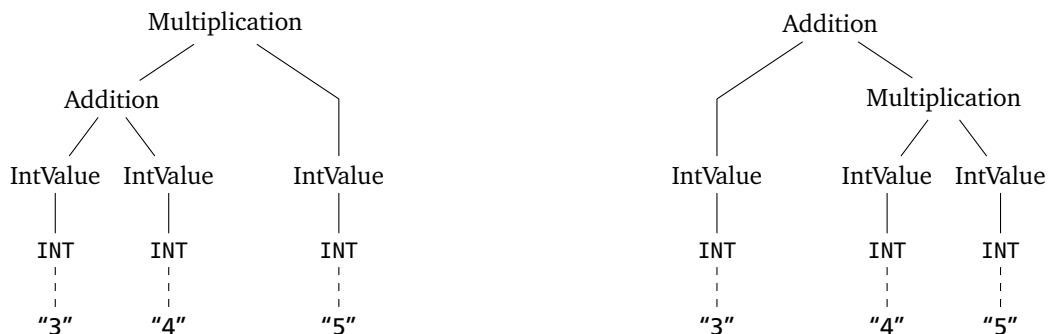 Multiplication
Addition
IntValue IntValue IntValue
INT INT INT
“3” “4” “5”
Addition
Multiplication
IntValue IntValue IntValue
INT INT INT
“3” “4” “5”